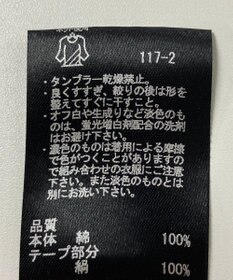 117-2
・タンブラー乾燥禁止。
・良くすすぎ、絞りの後は形を
整えてすぐに干すこと。
・オフ白や生成りなど淡色のも
のは、蛍光増白剤配合の洗剤
はお避け下さい。
・濃色のものは着用による摩擦
で色がつくことがありますの
で組み合わせの衣服にご注意
下さい。また淡色のものとは
別にお洗い下さい。
品質
本体 綿 100%
テープ部分
絹 100%